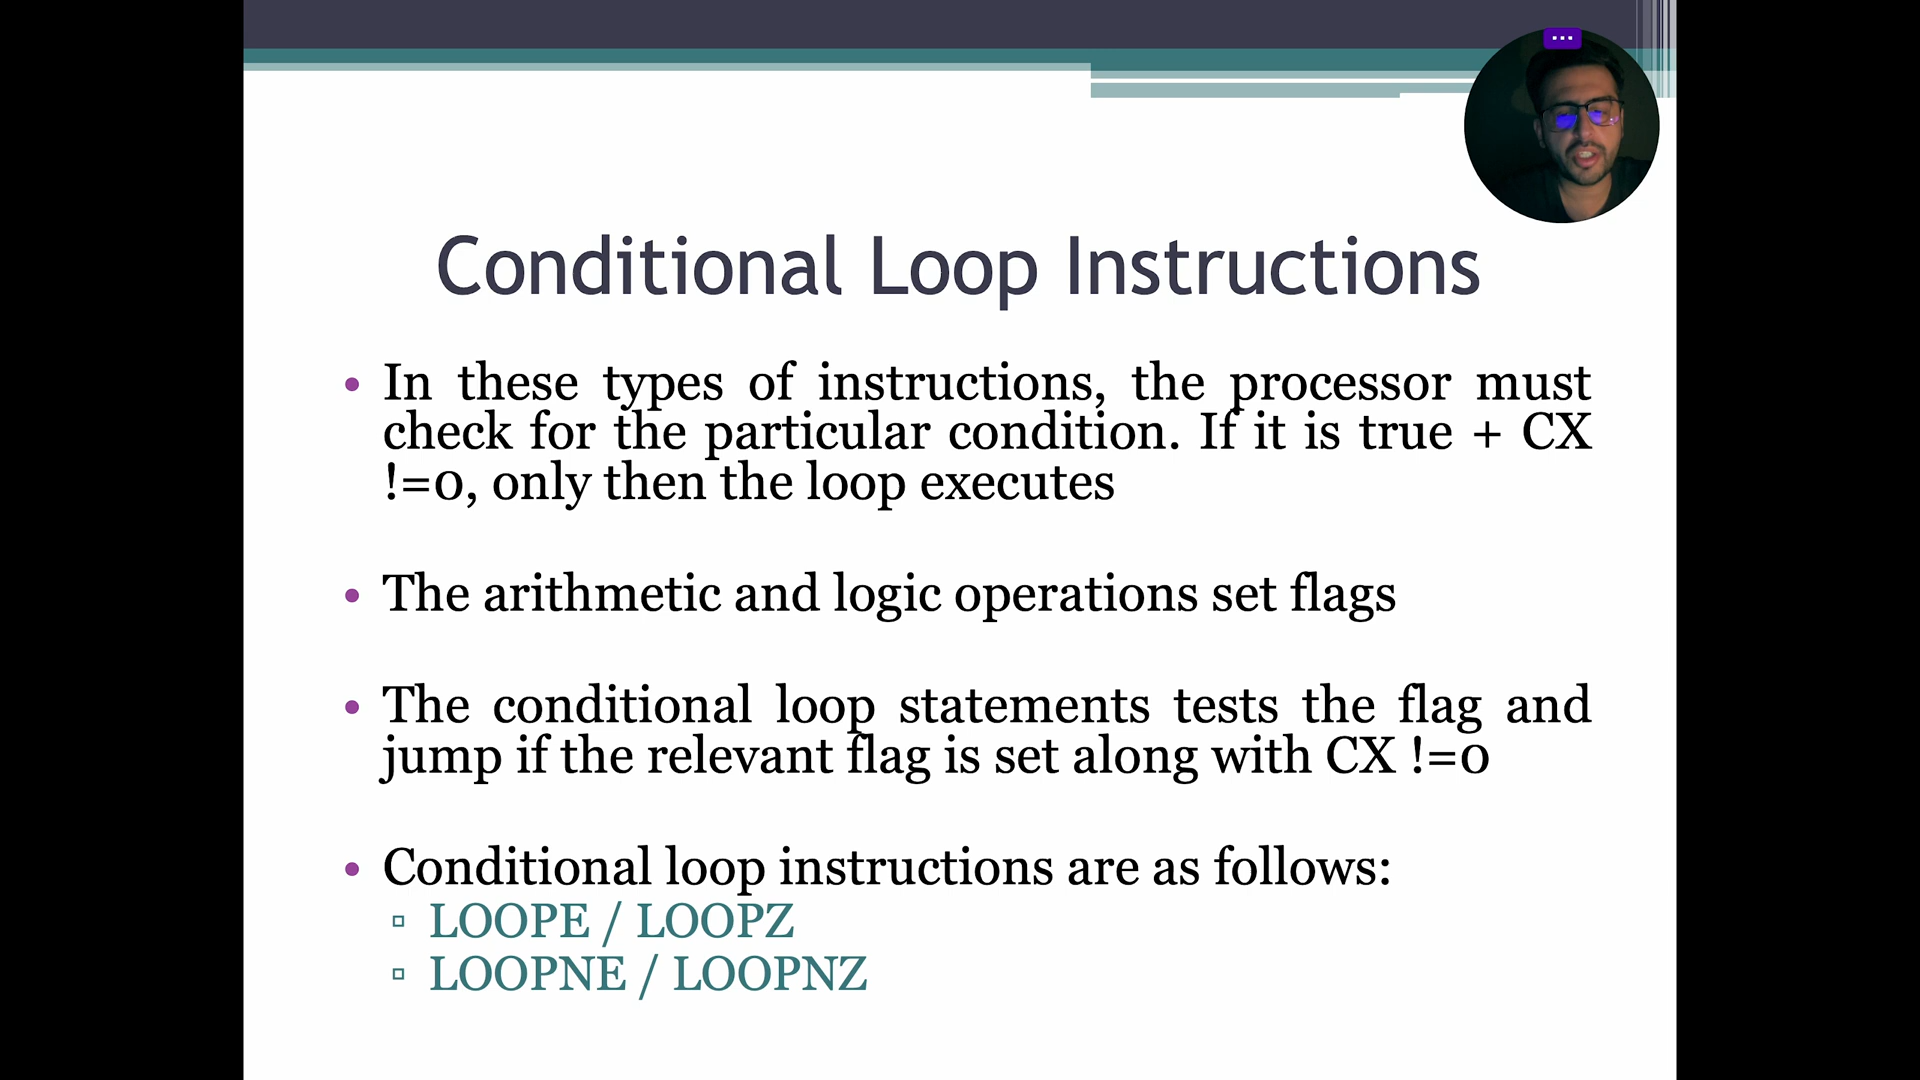 Conditional Loop Instructions
• In these types of instructions, the processor must
check for the particular condition. If it is true + CX
!=0, only then the loop executes
• The arithmetic and logic operations set flags
• The conditional loop statements tests the flag and
jump if the relevant flag is set along with CX !=0
• Conditional loop instructions are as follows:
▫ LOOPE / LOOPZ
▫ LOOPNE / LOOPNZ